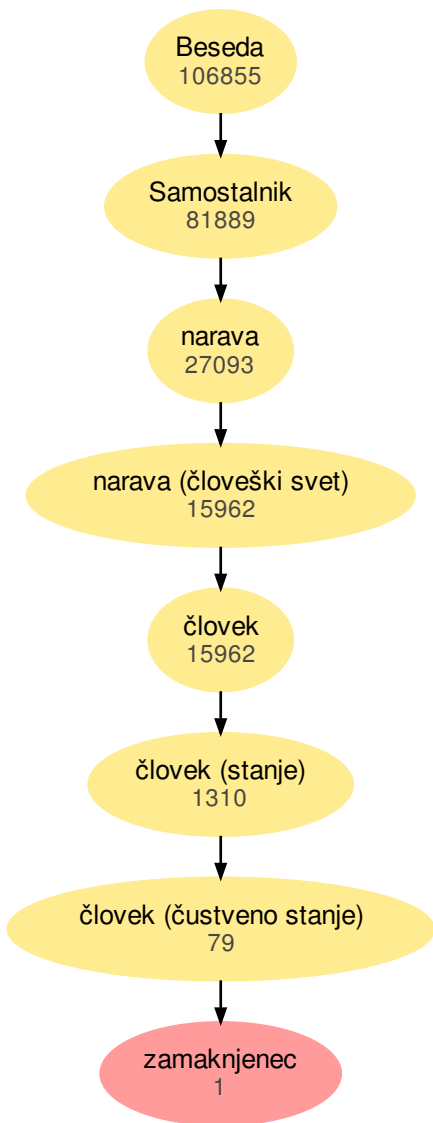 Beseda
106855
Samostalnik
81889
narava
27093
narava (človeški svet)
15962
človek
15962
človek (stanje)
1310
človek (čustveno stanje)
79
zamaknjenec
1